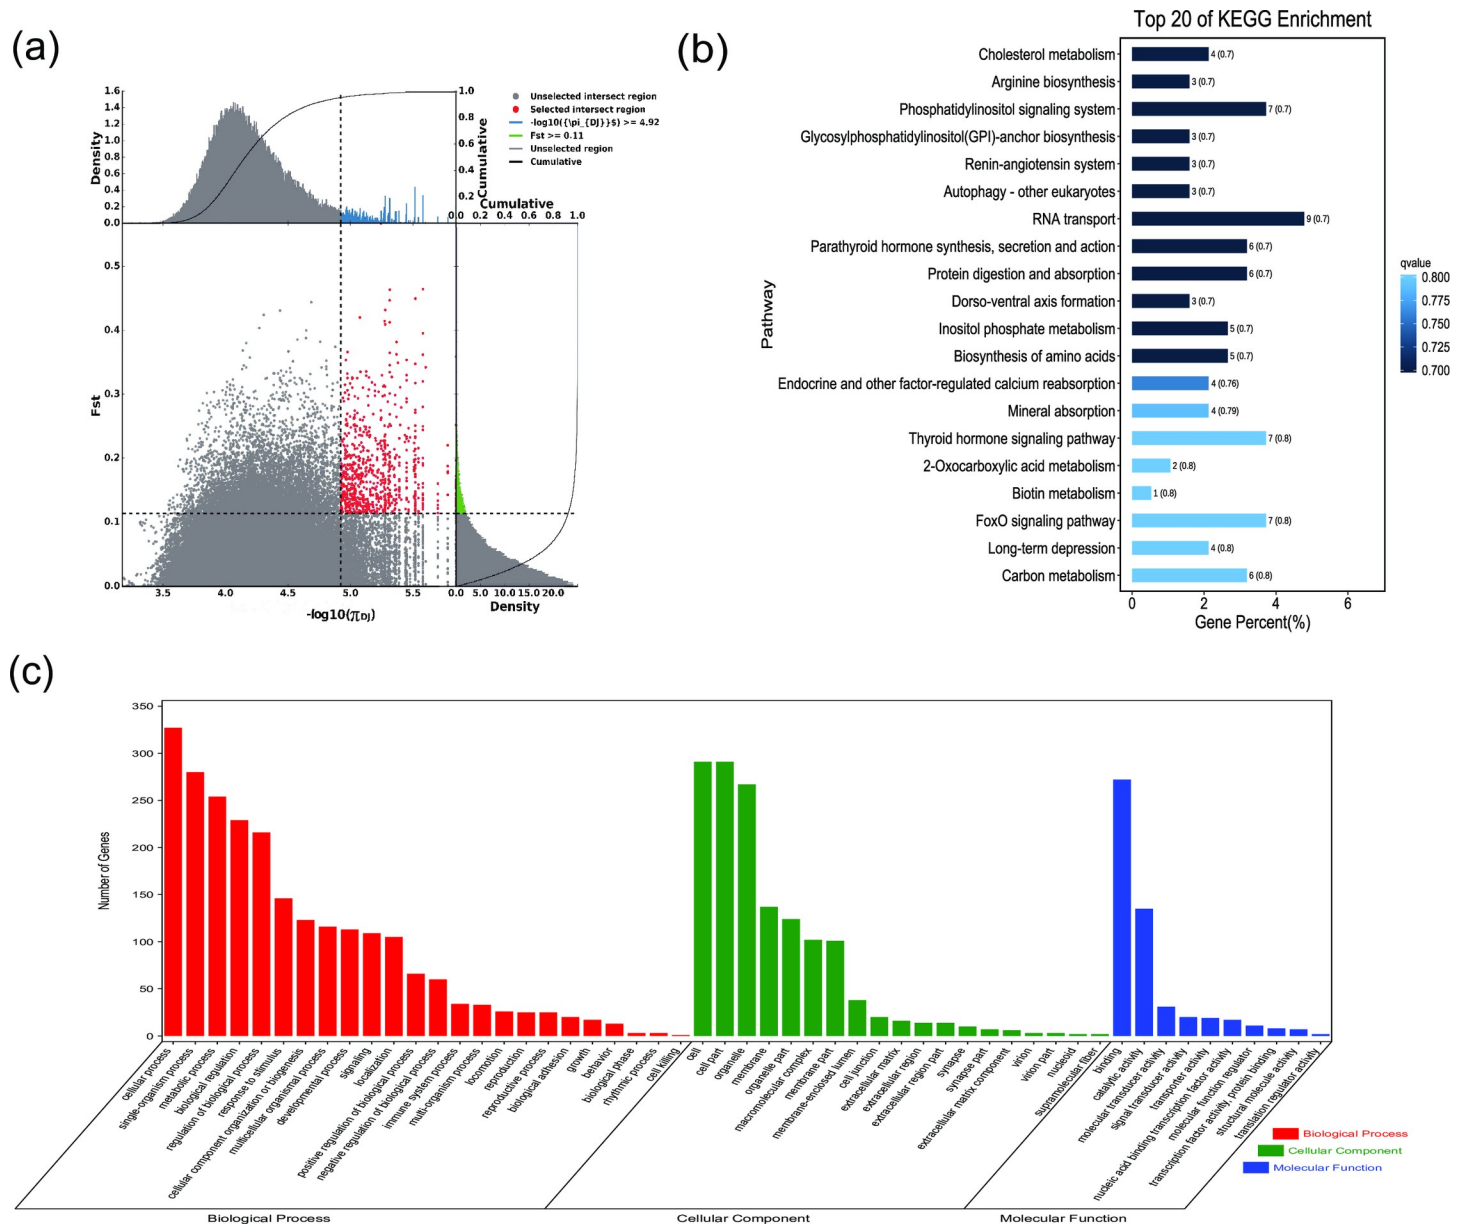 (a)
1.6
1.4
1.2
1.0
0.8
0.6
0.4
0.2
0.0
Density
1.0
0.8
0.6
0.4
0.2
0.0
Cumulative
Cumulative
0.0 0.2 0.4 0.6 0.8 1.0
Unselected intersect region
Selected intersect region
-log10({\pi_{DJ}}$) >= 4.92
Fst >= 0.11
Unselected region
Cumulative
0.5
0.4
0.3
0.2
0.1
0.0
Fst
3.5 4.0 4.5 5.0 5.5
-log10(πDJ)
0.0 5.0 10.0 15.0 20.0
Density
(b)
Top 20 of KEGG Enrichment
Pathway
Cholesterol metabolism 4 (0.7)
Arginine biosynthesis 3 (0.7)
Phosphatidylinositol signaling system 7 (0.7)
Glycosylphosphatidylinositol(GPI)-anchor biosynthesis 3 (0.7)
Renin-angiotensin system 3 (0.7)
Autophagy - other eukaryotes 3 (0.7)
RNA transport 9 (0.7)
Parathyroid hormone synthesis, secretion and action 6 (0.7)
Protein digestion and absorption 6 (0.7)
Dorso-ventral axis formation 3 (0.7)
Inositol phosphate metabolism 5 (0.7)
Biosynthesis of amino acids 5 (0.7)
Endocrine and other factor-regulated calcium reabsorption 4 (0.76)
Mineral absorption 4 (0.79)
Thyroid hormone signaling pathway 7 (0.8)
2-Oxocarboxylic acid metabolism 2 (0.8)
Biotin metabolism 1 (0.8)
FoxO signaling pathway 7 (0.8)
Long-term depression 4 (0.8)
Carbon metabolism 6 (0.8)
0 2 4 6
Gene Percent(%)
qvalue
0.800
0.775
0.750
0.725
0.700
(c)
350
300
250
200
150
100
50
0
Number of Genes
cellular process
single-organism process
metabolic process
biological regulation
regulation of biological process
response to stimulus
cellular component organization or biogenesis
multicellular organismal process
developmental process
signaling
localization
positive regulation of biological process
negative regulation of biological process
immune system process
multi-organism process
locomotion
reproduction
reproductive process
biological adhesion
growth
behavior
biological phase
rhythmic process
cell killing
cell
cell part
organelle
membrane
organelle part
macromolecular complex
membrane part
membrane-enclosed lumen
cell junction
extracellular matrix
extracellular region
extracellular region part
synapse
synapse part
extracellular matrix component
virion
virion part
nucleoid
supramolecular fiber
binding
catalytic activity
molecular transducer activity
signal transducer activity
transporter activity
nucleic acid binding transcription factor activity
molecular function regulator
transcription factor activity, protein binding
structural molecule activity
translation regulator activity
Biological Process
Cellular Component
Molecular Function
Biological Process
Cellular Component
Molecular Function